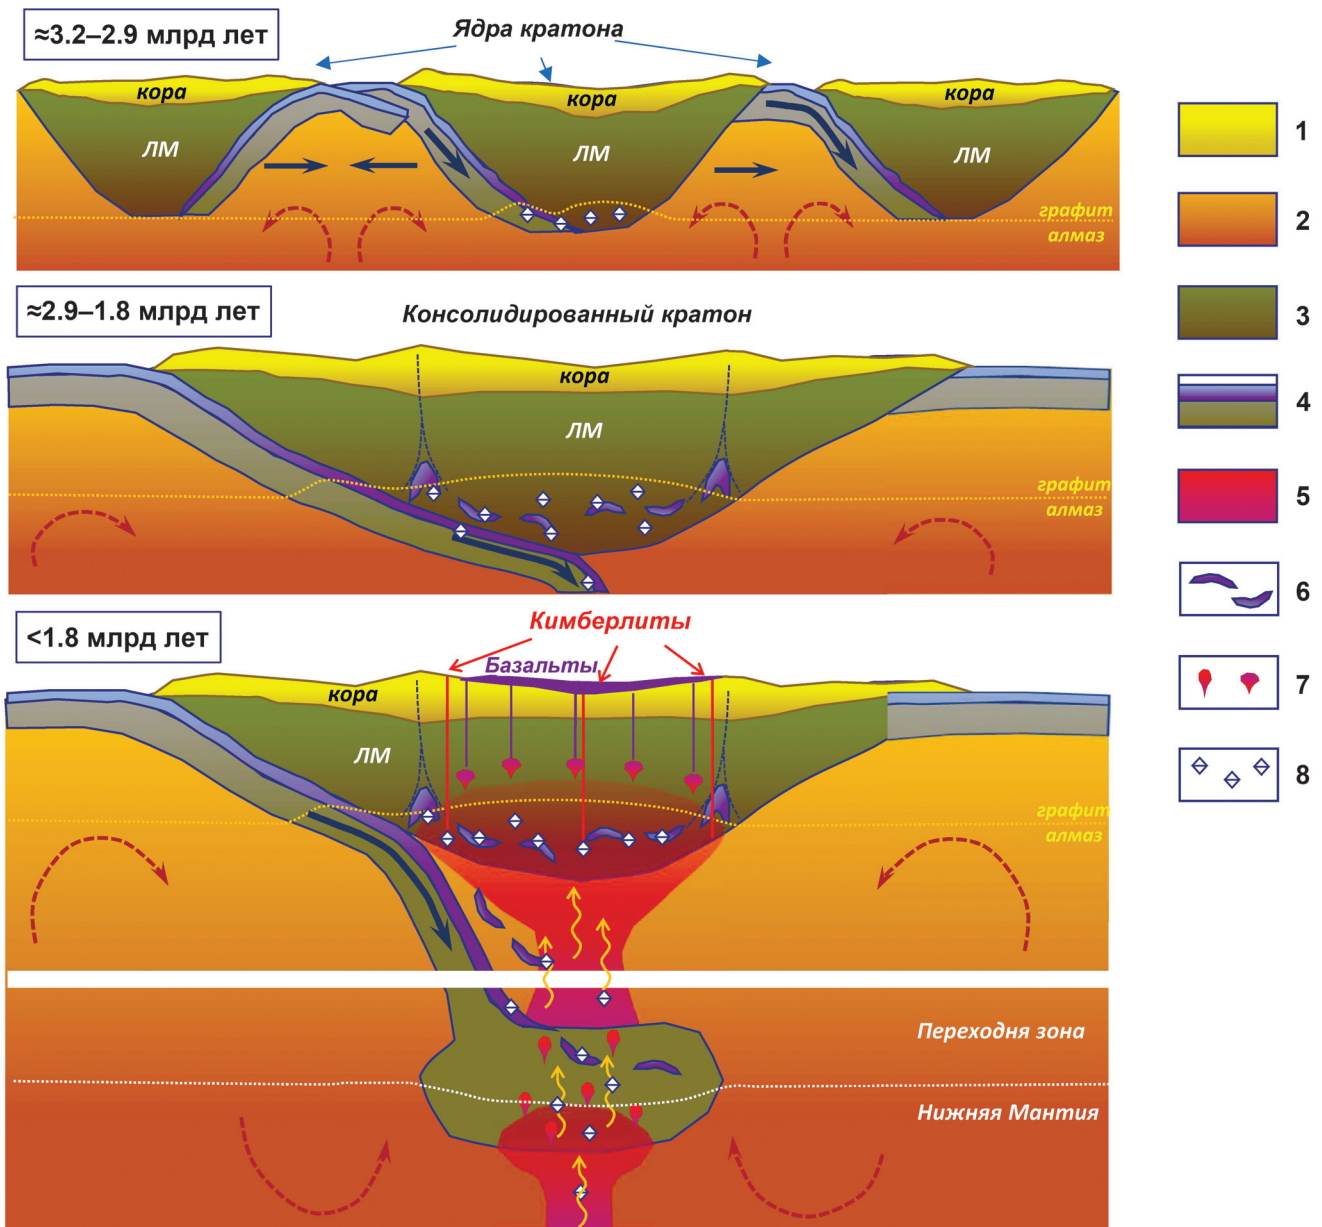 ≈3.2–2.9 млрд лет
Ядра кратона
кора
кора
кора
ЛМ
ЛМ
ЛМ
графит
алмаз
≈2.9–1.8 млрд лет
Консолидированный кратон
кора
ЛМ
графит
алмаз
<1.8 млрд лет
Кимберлиты
Базальты
кора
ЛМ
графит
алмаз
Переходня зона
Нижняя Мантия
1
2
3
4
5
6
7
8